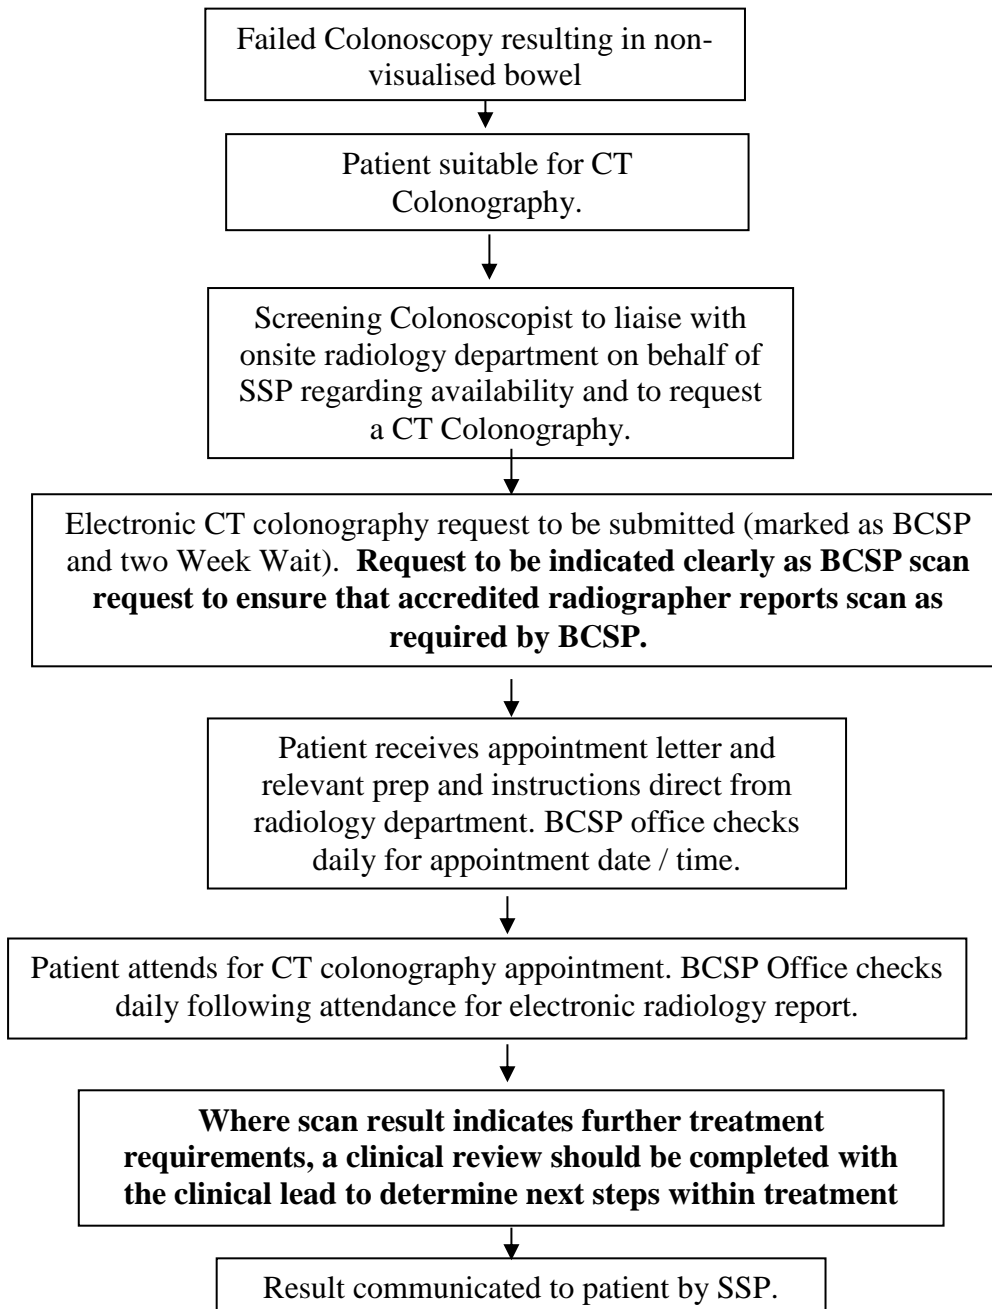 Failed Colonoscopy resulting in non-
visualised bowel
Patient suitable for CT
Colonography.
Screening Colonoscopist to liaise with
onsite radiology department on behalf of
SSP regarding availability and to request
a CT Colonography.
Electronic CT colonography request to be submitted (marked as BCSP
and two Week Wait).  Request to be indicated clearly as BCSP scan
request to ensure that accredited radiographer reports scan as
required by BCSP.
Patient receives appointment letter and
relevant prep and instructions direct from
radiology department. BCSP office checks
daily for appointment date / time.
Patient attends for CT colonography appointment. BCSP Office checks
daily following attendance for electronic radiology report.
Where scan result indicates further treatment
requirements, a clinical review should be completed with
the clinical lead to determine next steps within treatment
Result communicated to patient by SSP.